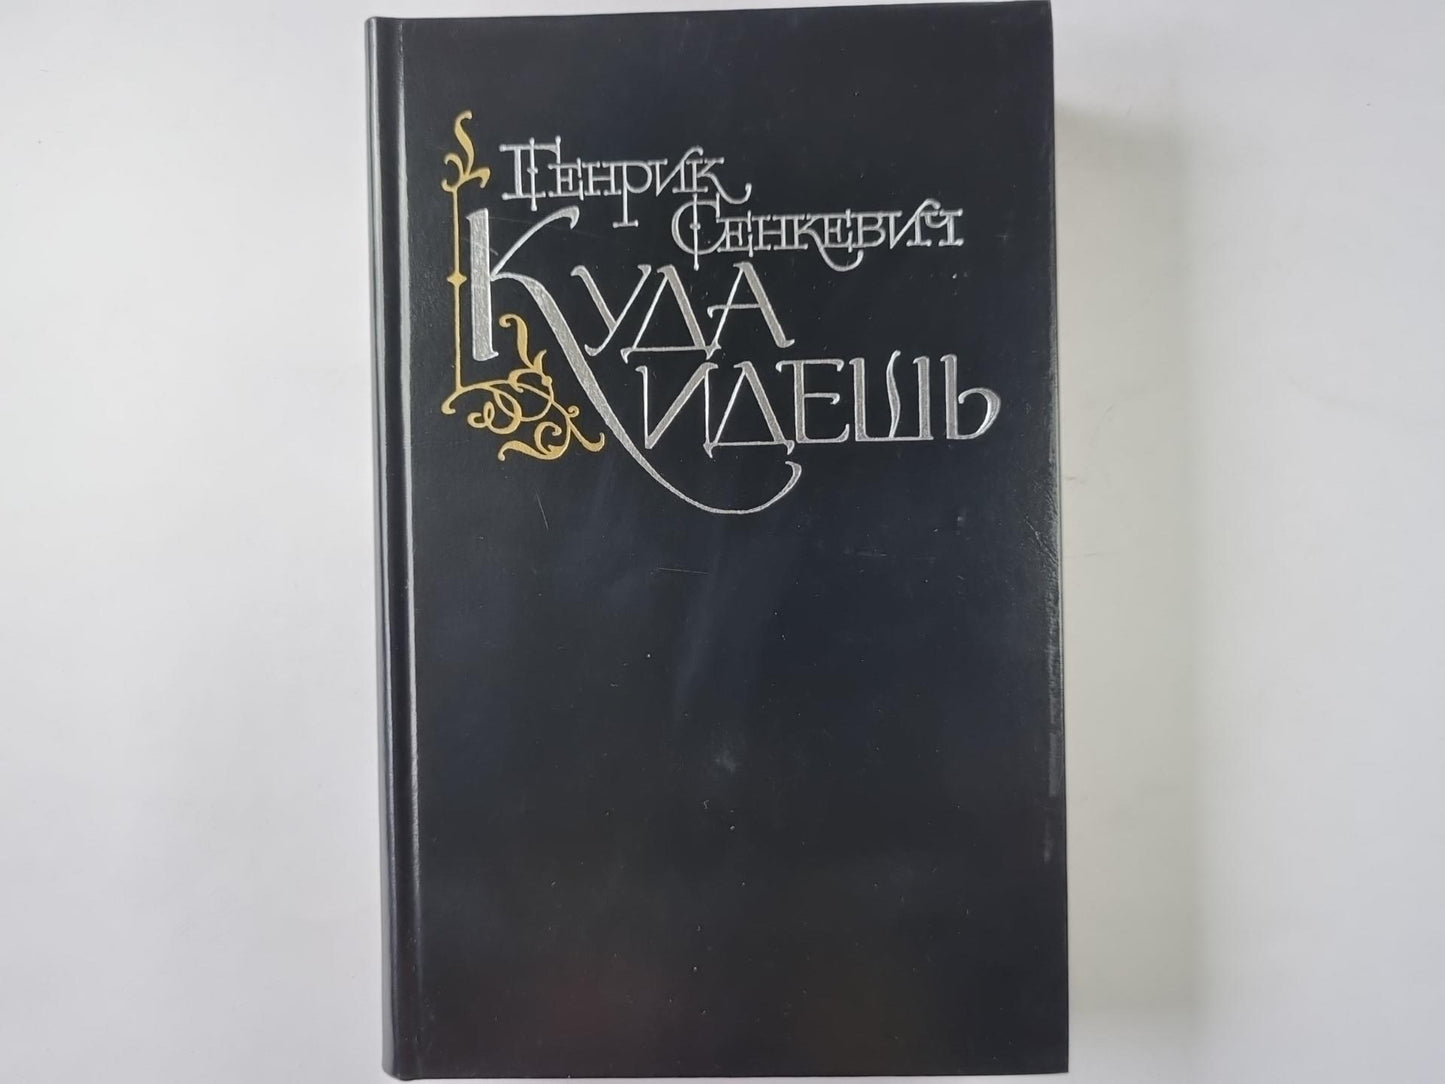 Генрик
Сенкевич
Куда
идешь